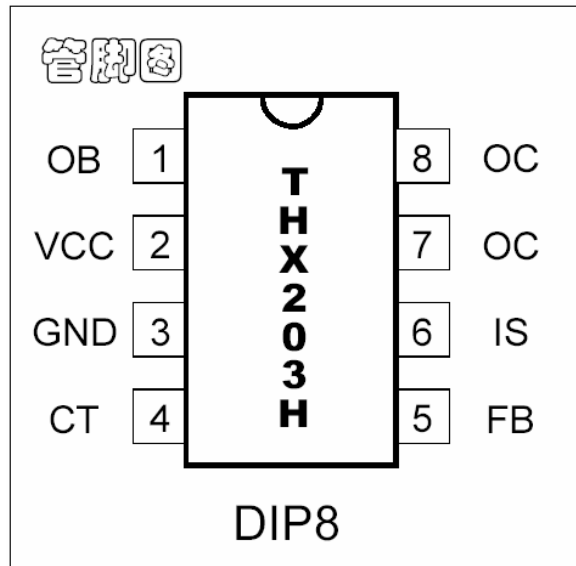 管脚图
OB 1 8 OC
VCC 2 7 OC
GND 3 6 IS
CT 4 5 FB
THX203H
DIP8